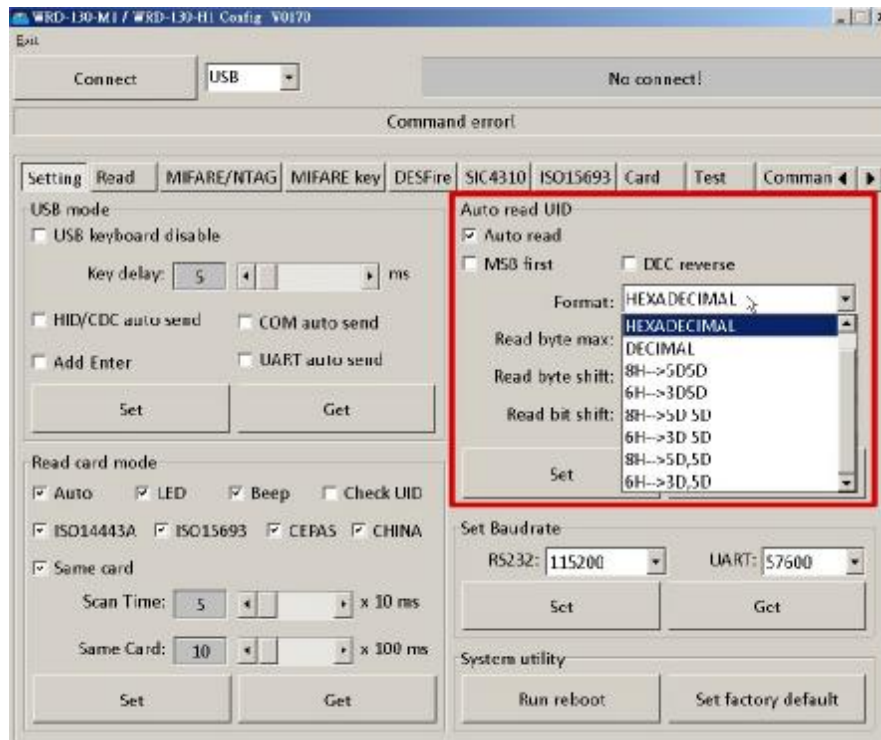 WRD-130-M1 / WRD-130-H1 Config V0170
Exit
Connect USB No connect!
Command error!
Setting Read MIFARE/NTAG MIFARE key DESFire SIC4310 ISO15693 Card Test Comman
USB mode
USB keyboard disable
Key delay: 5 ms
HID/CDC auto send COM auto send
Add Enter UART auto send
Set Get
Auto read UID
Auto read
MSB first DEC reverse
Format: HEXADECIMAL
HEXADECIMAL
Read byte max: DECIMAL
8H-->5D5D
Read byte shift: 6H-->3D5D
Read bit shift: 8H-->5D 5D
6H-->3D 5D
8H-->5D,5D
6H-->3D,5D
Set
Read card mode
Auto LED Beep Check UID
ISO14443A ISO15693 CEPAS CHINA
Same card
Scan Time: 5 x 10 ms
Same Card: 10 x 100 ms
Set Get
Set Baudrate
RS232: 115200 UART: 57600
Set Get
System utility
Run reboot Set factory default